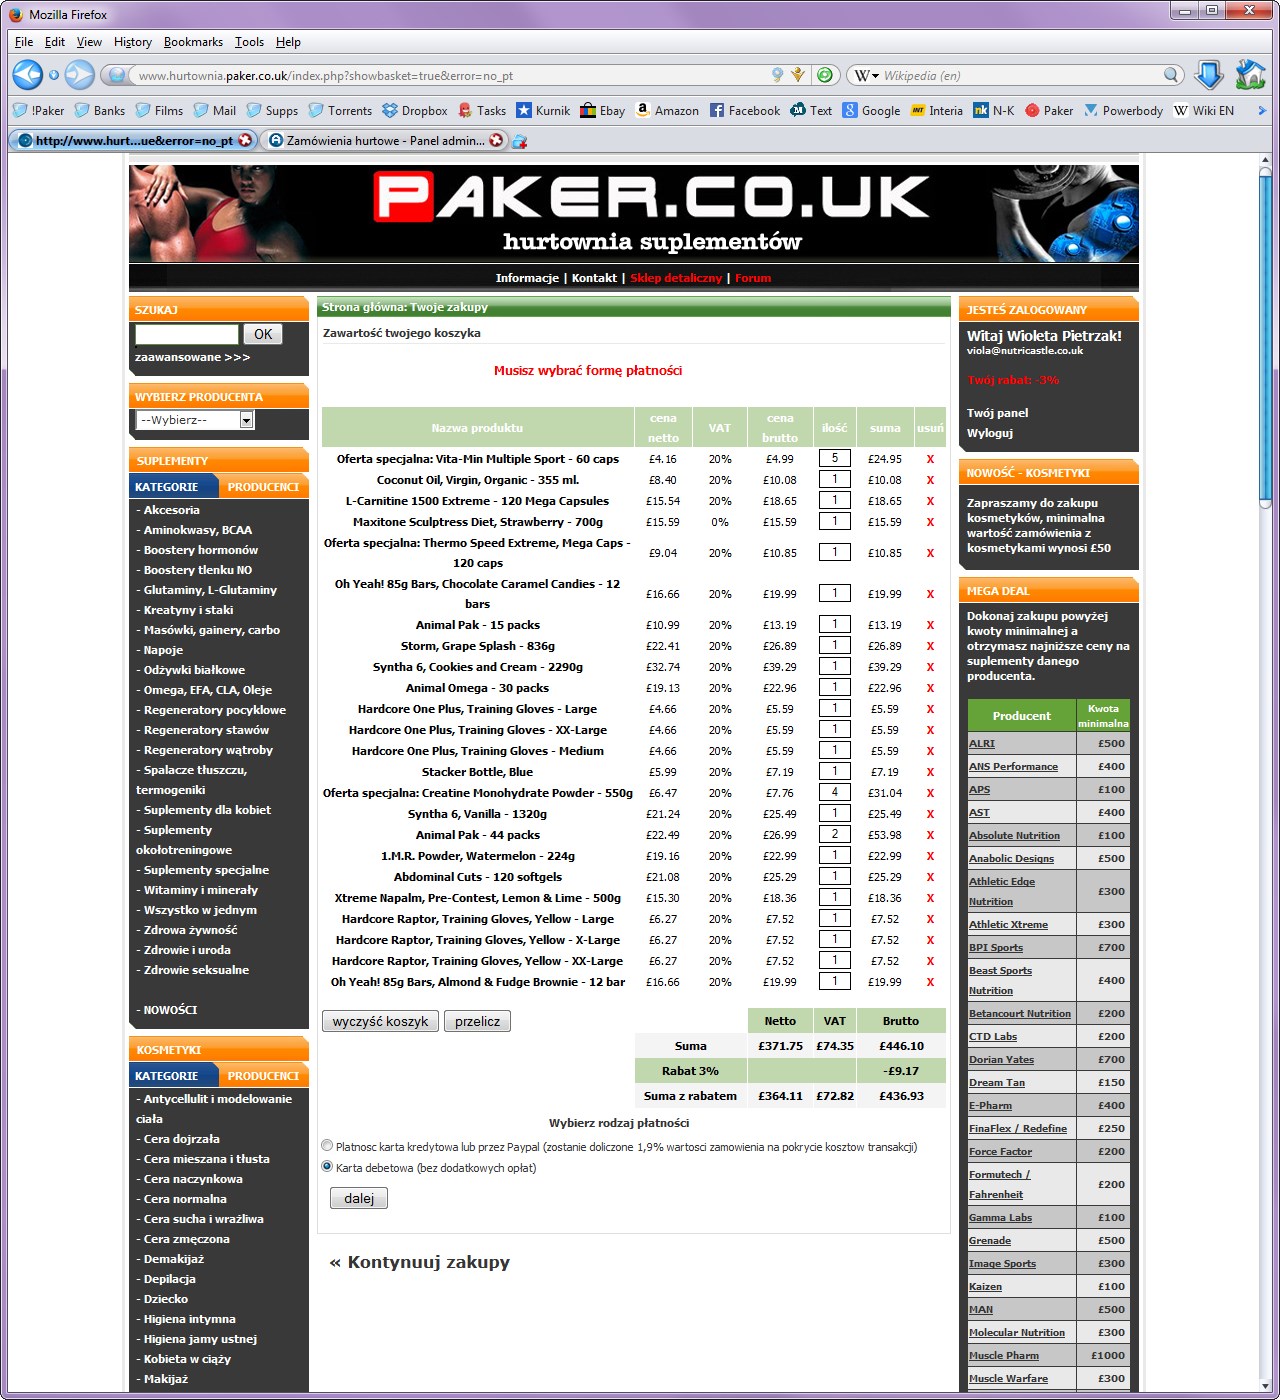 Mozilla Firefox
File Edit View History Bookmarks Tools Help
www.hurtownia.paker.co.uk/index.php?showbasket=true&error=no_pt
W Wikipedia (en)
!Paker Banks Films Mail Supps Torrents Dropbox Tasks Kurnik Ebay Amazon Facebook Text Google Interia N-K Paker Powerbody Wiki EN
http://www.hurt...ue&error=no_pt Zamówienia hurtowe - Panel admin...
PAKER.CO.UK
hurtownia suplementów
Informacje | Kontakt | Sklep detaliczny | Forum
SZUKAJ
OK
zaawansowane >>>
WYBIERZ PRODUCENTA
--Wybierz--
SUPLEMENTY
KATEGORIE PRODUCENCI
- Akcesoria
- Aminokwasy, BCAA
- Boostery hormonów
- Boostery tlenku NO
- Glutaminy, L-Glutaminy
- Kreatyny i staki
- Masówki, gainery, carbo
- Napoje
- Odżywki białkowe
- Omega, EFA, CLA, Oleje
- Regeneratory pocyklowe
- Regeneratory stawów
- Regeneratory wątroby
- Spalacze tłuszczu,
termogeniki
- Suplementy dla kobiet
- Suplementy
okołotreningowe
- Suplementy specjalne
- Witaminy i minerały
- Wszystko w jednym
- Zdrowa żywność
- Zdrowie i uroda
- Zdrowie seksualne
- NOWOŚCI
KOSMETYKI
KATEGORIE PRODUCENCI
- Antycellulit i modelowanie
ciała
- Cera dojrzała
- Cera mieszana i tłusta
- Cera naczynkowa
- Cera normalna
- Cera sucha i wrażliwa
- Cera zmęczona
- Demakijaż
- Depilacja
- Dziecko
- Higiena intymna
- Higiena jamy ustnej
- Kobieta w ciąży
- Makijaż
Strona główna: Twoje zakupy
Zawartość twojego koszyka
Musisz wybrać formę płatności
Nazwa produktu cena netto VAT cena brutto ilość suma usuń
Oferta specjalna: Vita-Min Multiple Sport - 60 caps £4.16 20% £4.99 5 £24.95 X
Coconut Oil, Virgin, Organic - 355 ml. £8.40 20% £10.08 1 £10.08 X
L-Carnitine 1500 Extreme - 120 Mega Capsules £15.54 20% £18.65 1 £18.65 X
Maxitone Sculptress Diet, Strawberry - 700g £15.59 0% £15.59 1 £15.59 X
Oferta specjalna: Thermo Speed Extreme, Mega Caps -
120 caps £9.04 20% £10.85 1 £10.85 X
Oh Yeah! 85g Bars, Chocolate Caramel Candies - 12
bars £16.66 20% £19.99 1 £19.99 X
Animal Pak - 15 packs £10.99 20% £13.19 1 £13.19 X
Storm, Grape Splash - 836g £22.41 20% £26.89 1 £26.89 X
Syntha 6, Cookies and Cream - 2290g £32.74 20% £39.29 1 £39.29 X
Animal Omega - 30 packs £19.13 20% £22.96 1 £22.96 X
Hardcore One Plus, Training Gloves - Large £4.66 20% £5.59 1 £5.59 X
Hardcore One Plus, Training Gloves - XX-Large £4.66 20% £5.59 1 £5.59 X
Hardcore One Plus, Training Gloves - Medium £4.66 20% £5.59 1 £5.59 X
Stacker Bottle, Blue £5.99 20% £7.19 1 £7.19 X
Oferta specjalna: Creatine Monohydrate Powder - 550g £6.47 20% £7.76 4 £31.04 X
Syntha 6, Vanilla - 1320g £21.24 20% £25.49 1 £25.49 X
Animal Pak - 44 packs £22.49 20% £26.99 2 £53.98 X
1.M.R. Powder, Watermelon - 224g £19.16 20% £22.99 1 £22.99 X
Abdominal Cuts - 120 softgels £21.08 20% £25.29 1 £25.29 X
Xtreme Napalm, Pre-Contest, Lemon & Lime - 500g £15.30 20% £18.36 1 £18.36 X
Hardcore Raptor, Training Gloves, Yellow - Large £6.27 20% £7.52 1 £7.52 X
Hardcore Raptor, Training Gloves, Yellow - X-Large £6.27 20% £7.52 1 £7.52 X
Hardcore Raptor, Training Gloves, Yellow - XX-Large £6.27 20% £7.52 1 £7.52 X
Oh Yeah! 85g Bars, Almond & Fudge Brownie - 12 bar £16.66 20% £19.99 1 £19.99 X
wyczyść koszyk przelicz
Netto VAT Brutto
Suma £371.75 £74.35 £446.10
Rabat 3% -£9.17
Suma z rabatem £364.11 £72.82 £436.93
Wybierz rodzaj płatności
Platnosc karta kredytowa lub przez Paypal (zostanie doliczone 1,9% wartosci zamowienia na pokrycie kosztow transakcji)
Karta debetowa (bez dodatkowych opłat)
dalej
« Kontynuuj zakupy
JESTEŚ ZALOGOWANY
Witaj Wioleta Pietrzak!
viola@nutricastle.co.uk
Twój rabat: -3%
Twój panel
Wyloguj
NOWOŚĆ - KOSMETYKI
Zapraszamy do zakupu
kosmetyków, minimalna
wartość zamówienia z
kosmetykami wynosi £50
MEGA DEAL
Dokonaj zakupu powyżej
kwoty minimalnej a
otrzymasz najniższe ceny na
suplementy danego
producenta.
Producent Kwota minimalna
ALRI £500
ANS Performance £400
APS £100
AST £400
Absolute Nutrition £100
Anabolic Designs £500
Athletic Edge
Nutrition £300
Athletic Xtreme £300
BPI Sports £700
Beast Sports
Nutrition £400
Betancourt Nutrition £200
CTD Labs £200
Dorian Yates £700
Dream Tan £150
E-Pharm £400
FinaFlex / Redefine £250
Force Factor £200
Formutech /
Fahrenheit £200
Gamma Labs £100
Grenade £500
Image Sports £300
Kaizen £100
MAN £500
Molecular Nutrition £300
Muscle Pharm £1000
Muscle Warfare £300